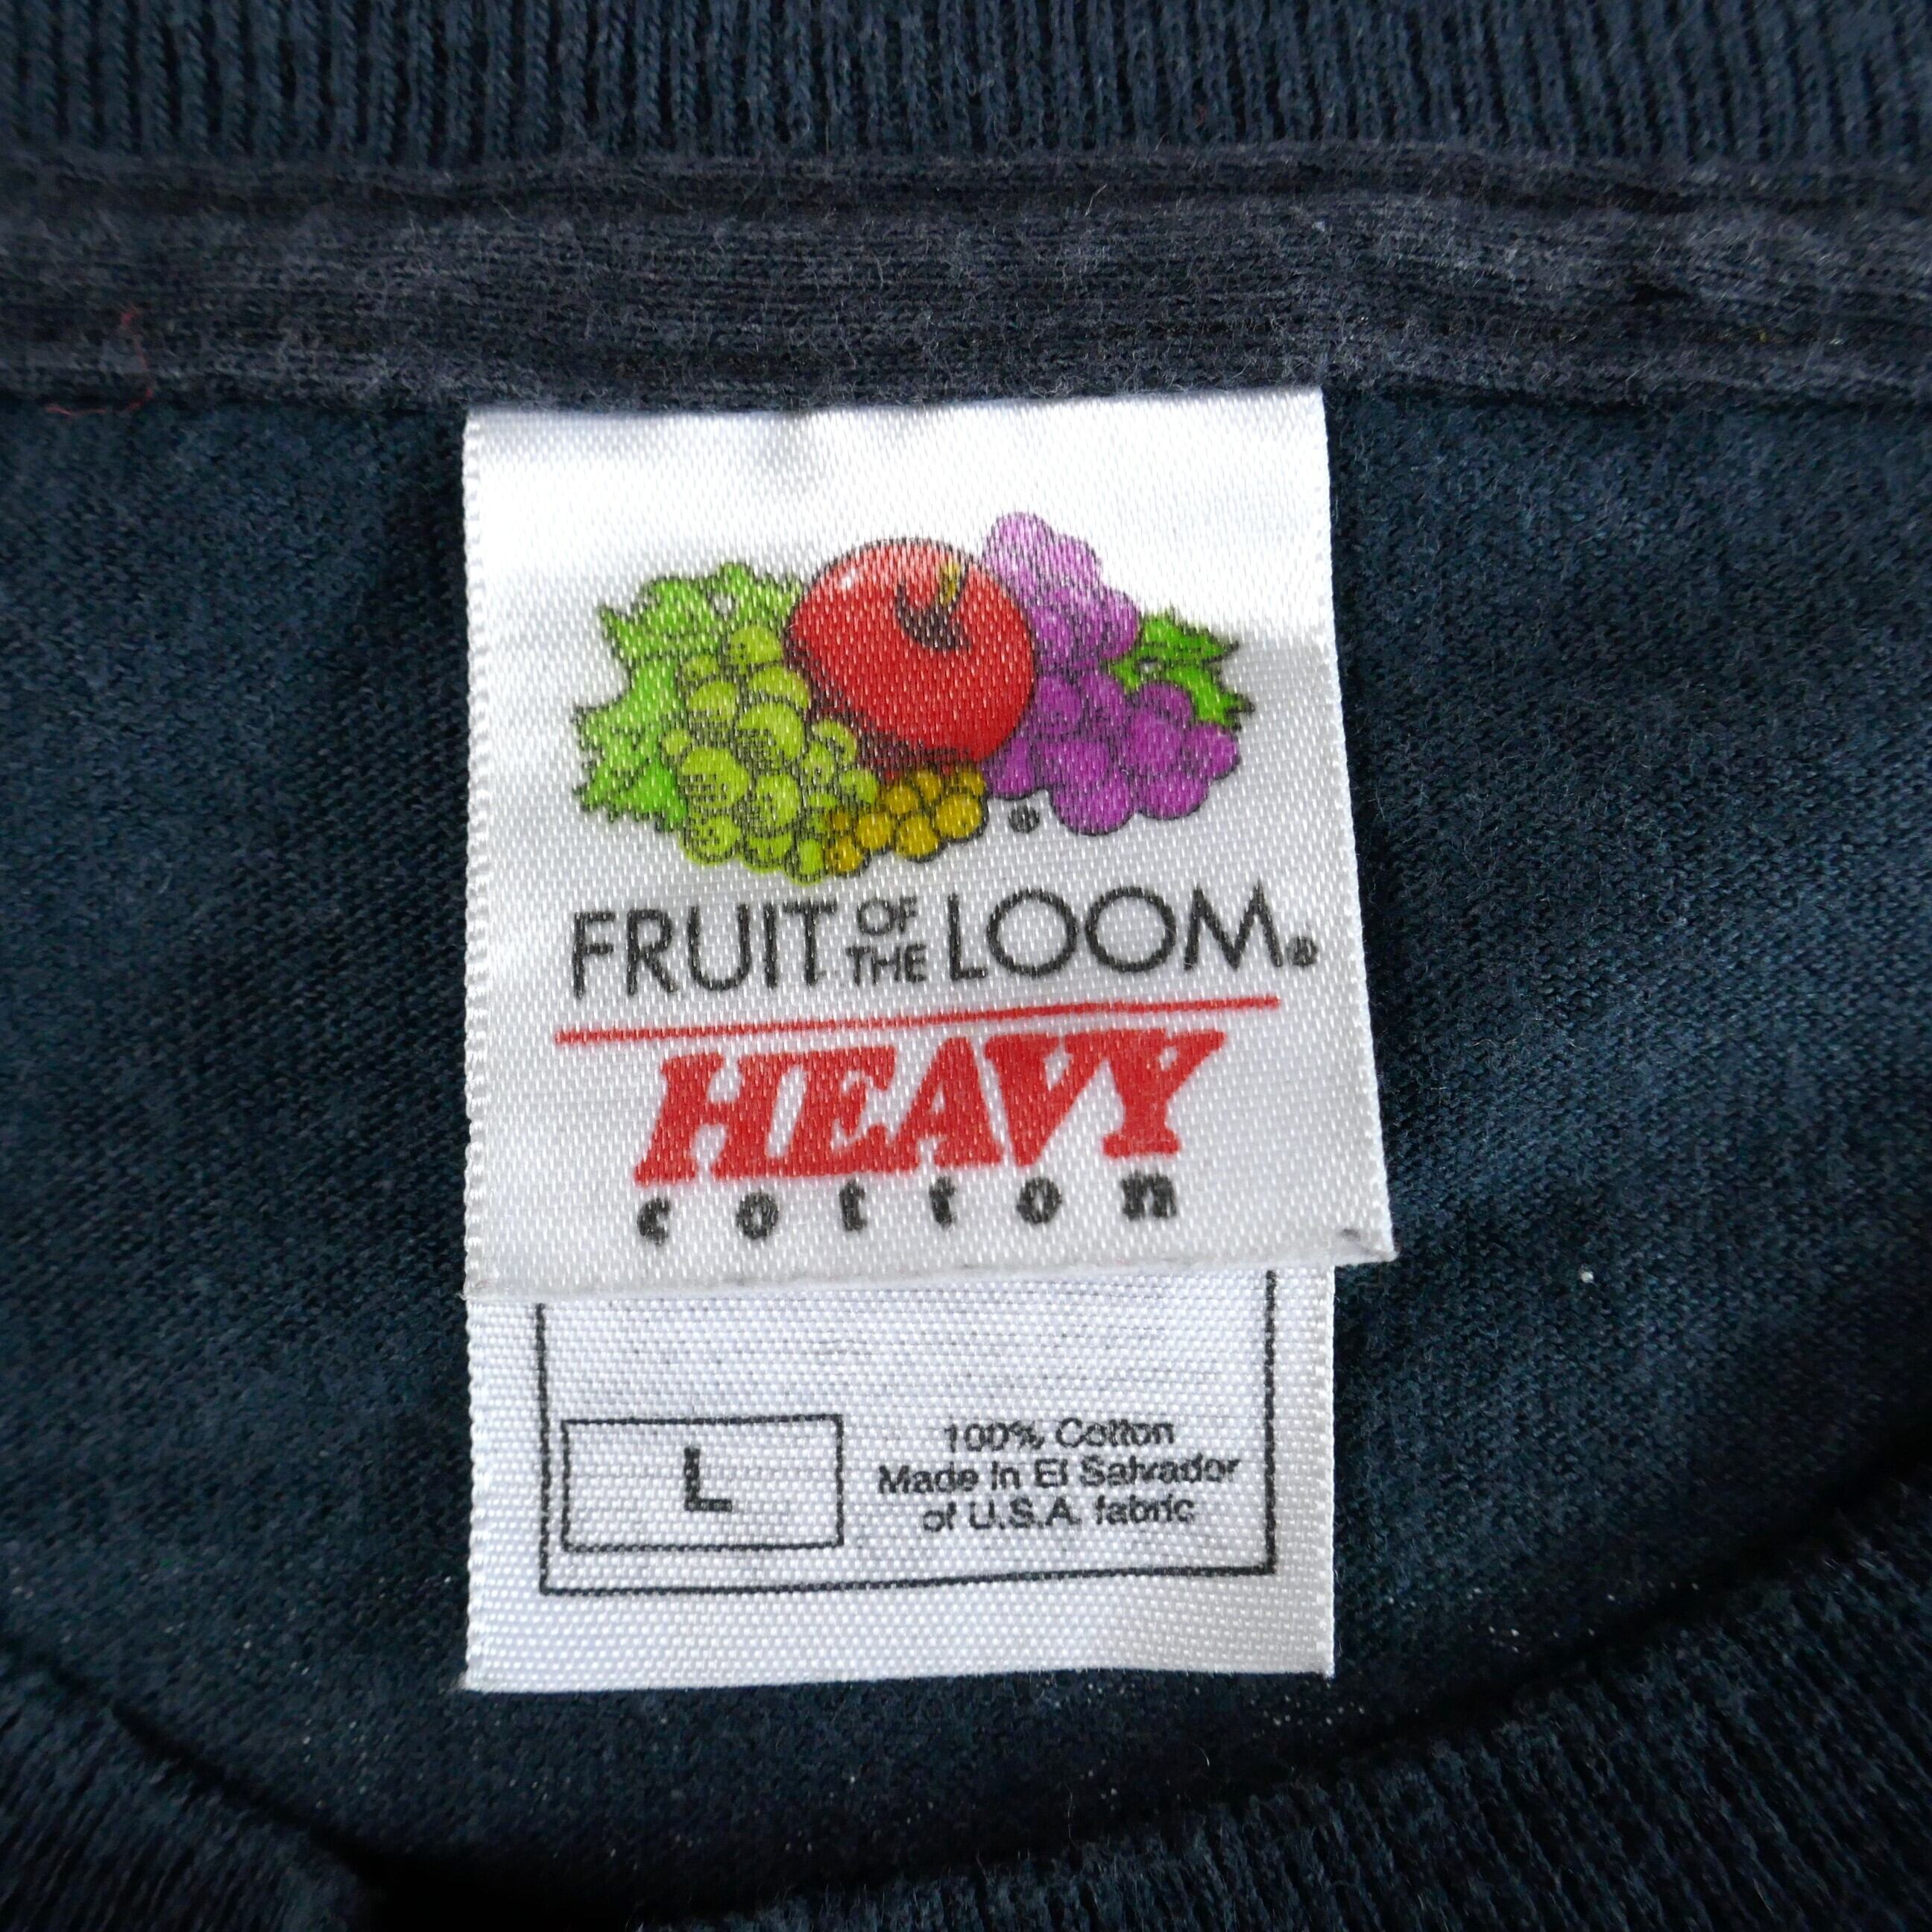 ®
FRUIT OF THE LOOM®
HEAVY
cotton
L
100% Cotton
Made in El Salvador
of U.S.A. fabric